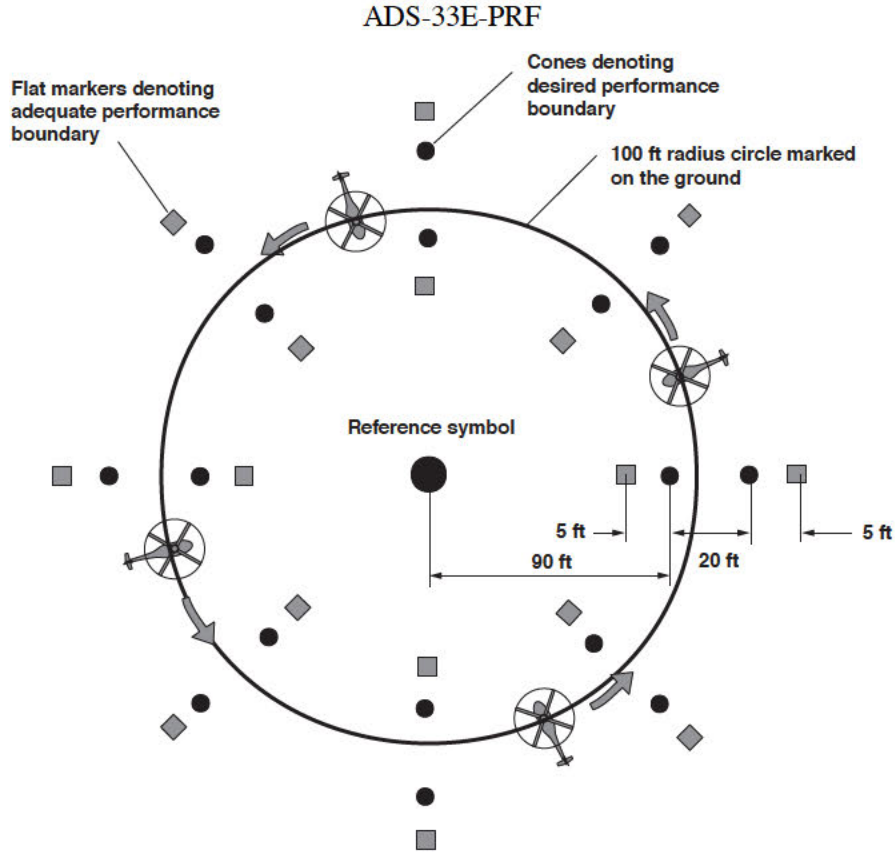 ADS-33E-PRF
Flat markers denoting
adequate performance
boundary
Cones denoting
desired performance
boundary
100 ft radius circle marked
on the ground
Reference symbol
5 ft
90 ft
20 ft
5 ft